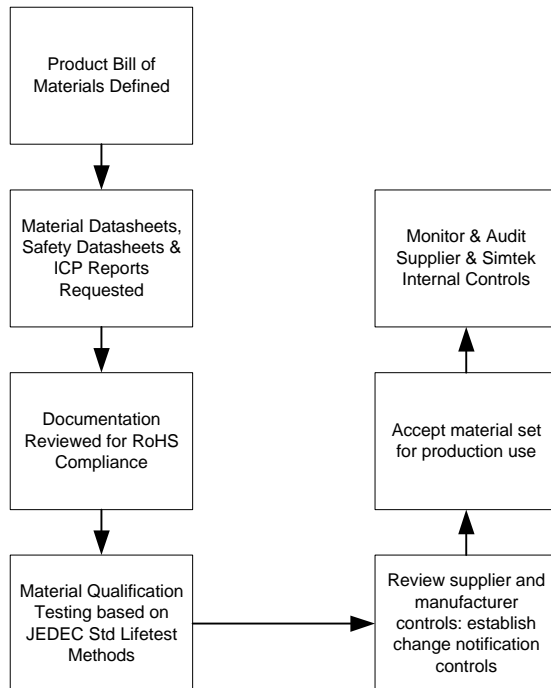 Product Bill of
Materials Defined
Material Datasheets,
Safety Datasheets &
ICP Reports
Requested
Documentation
Reviewed for RoHS
Compliance
Material Qualification
Testing based on
JEDEC Std Lifetest
Methods
Review supplier and
manufacturer
controls: establish
change notification
controls
Accept material set
for production use
Monitor & Audit
Supplier & Simtek
Internal Controls